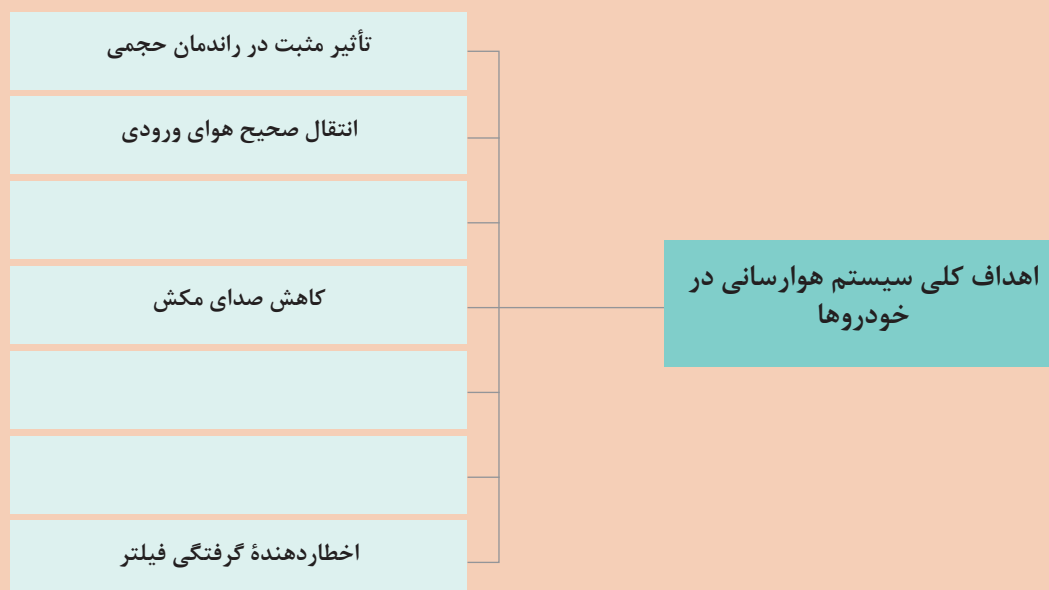 اهداف کلی سیستم هوارسانی در
خودروها
تأثیر مثبت در راندمان حجمی
انتقال صحیح هوای ورودی
کاهش صدای مکش
اخطاردهندهٔ گرفتگی فیلتر